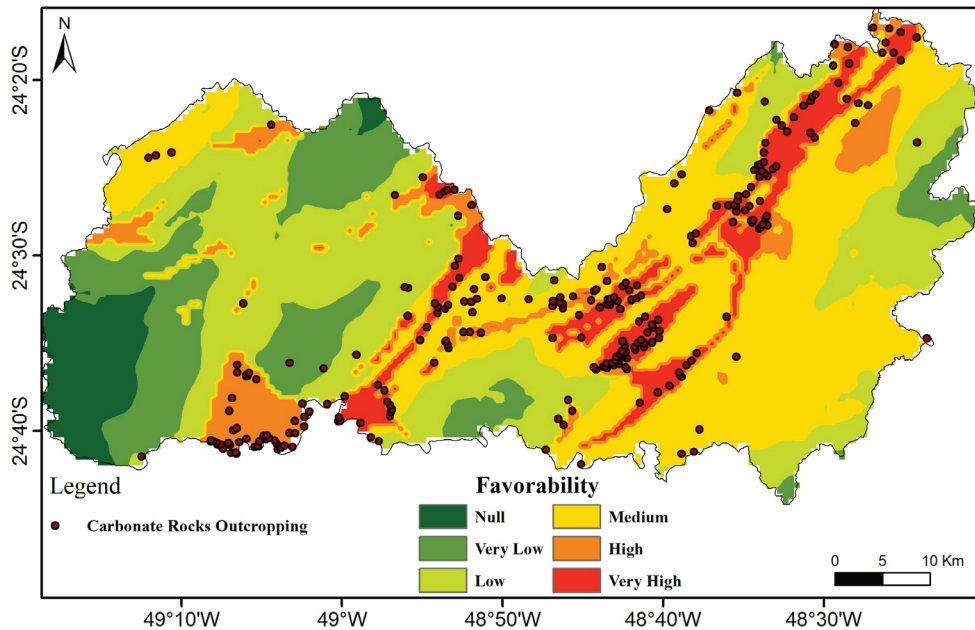 N
24°20'S
24°30'S
24°40'S
Legend
Carbonate Rocks Outcropping
Favorability
Null
Medium
Very Low
High
Low
Very High
0 5 10 Km
49°10'W 49°0'W 48°50'W 48°40'W 48°30'W